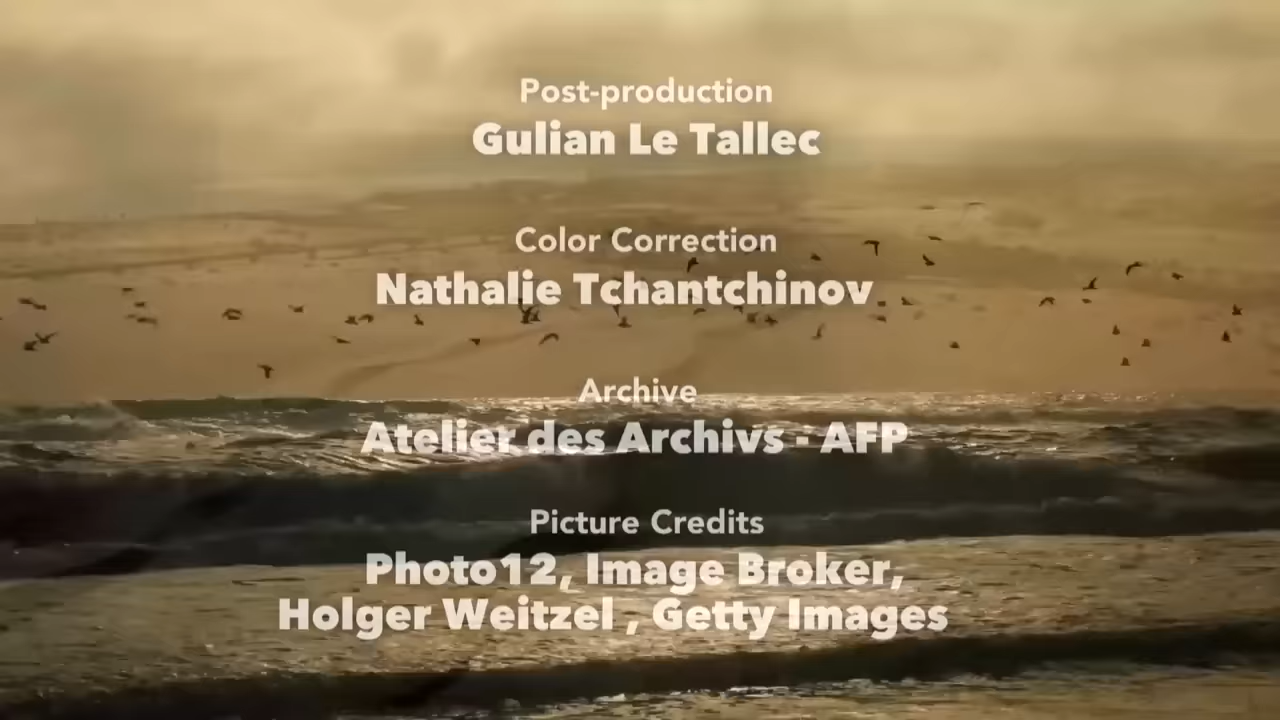 Post-production
Gulian Le Tallec
Color Correction
Nathalie Tchantchinov
Archive
Atelier des Archivs - AFP
Picture Credits
Photo12, Image Broker,
Holger Weitzel , Getty Images